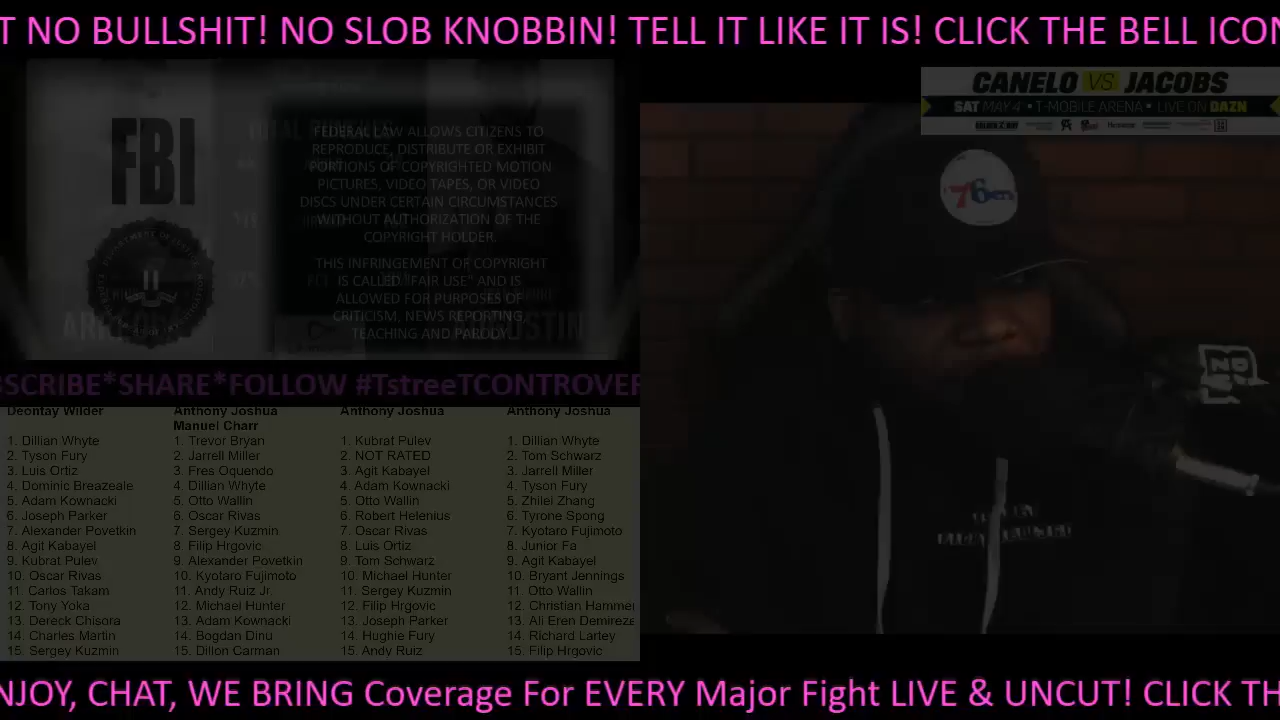 T NO BULLSHIT! NO SLOB KNOBBIN! TELL IT LIKE IT IS! CLICK THE BELL ICON
CANELO VS JACOBS
SAT MAY 4 • T-MOBILE ARENA • LIVE ON DAZN
FBI
FEDERAL LAW ALLOWS CITIZENS TO
REPRODUCE, DISTRIBUTE OR EXHIBIT
PORTIONS OF COPYRIGHTED MOTION
PICTURES, VIDEO TAPES, OR VIDEO
DISCS UNDER CERTAIN CIRCUMSTANCES
WITHOUT AUTHORIZATION OF THE
COPYRIGHT HOLDER.
THIS INFRINGEMENT OF COPYRIGHT
IS CALLED "FAIR USE" AND IS
ALLOWED FOR PURPOSES OF
CRITICISM, NEWS REPORTING,
TEACHING AND PARODY.
76ers
BSCRIBE*SHARE*FOLLOW #TstreeTCONTROVER
Deontay Wilder
1. Dillian Whyte
2. Tyson Fury
3. Luis Ortiz
4. Dominic Breazeale
5. Adam Kownacki
6. Joseph Parker
7. Alexander Povetkin
8. Agit Kabayel
9. Kubrat Pulev
10. Oscar Rivas
11. Carlos Takam
12. Tony Yoka
13. Dereck Chisora
14. Charles Martin
15. Sergey Kuzmin
Anthony Joshua
Manuel Charr
1. Trevor Bryan
2. Jarrell Miller
3. Fres Oquendo
4. Dillian Whyte
5. Otto Wallin
6. Oscar Rivas
7. Sergey Kuzmin
8. Filip Hrgovic
9. Alexander Povetkin
10. Kyotaro Fujimoto
11. Andy Ruiz Jr.
12. Michael Hunter
13. Adam Kownacki
14. Bogdan Dinu
15. Dillon Carman
Anthony Joshua
1. Kubrat Pulev
2. NOT RATED
3. Agit Kabayel
4. Adam Kownacki
5. Otto Wallin
6. Robert Helenius
7. Oscar Rivas
8. Luis Ortiz
9. Tom Schwarz
10. Michael Hunter
11. Sergey Kuzmin
12. Filip Hrgovic
13. Joseph Parker
14. Hughie Fury
15. Andy Ruiz
Anthony Joshua
1. Dillian Whyte
2. Tom Schwarz
3. Jarrell Miller
4. Tyson Fury
5. Zhilei Zhang
6. Tyrone Spong
7. Kyotaro Fujimoto
8. Junior Fa
9. Agit Kabayel
10. Bryant Jennings
11. Otto Wallin
12. Christian Hammer
13. Ali Eren Demireze
14. Richard Lartey
15. Filip Hrgovic
NJOY, CHAT, WE BRING Coverage For EVERY Major Fight LIVE & UNCUT! CLICK TH